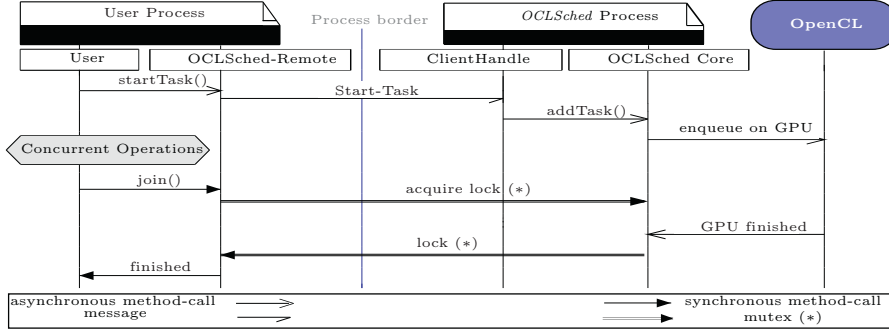 User Process
Process border
OCLSched Process
OpenCL
User
OCLSched-Remote
ClientHandle
OCLSched Core
startTask()
Start-Task
addTask()
enqueue on GPU
Concurrent Operations
join()
acquire lock (*)
GPU finished
lock (*)
finished
asynchronous method-call
synchronous method-call
message
mutex (*)